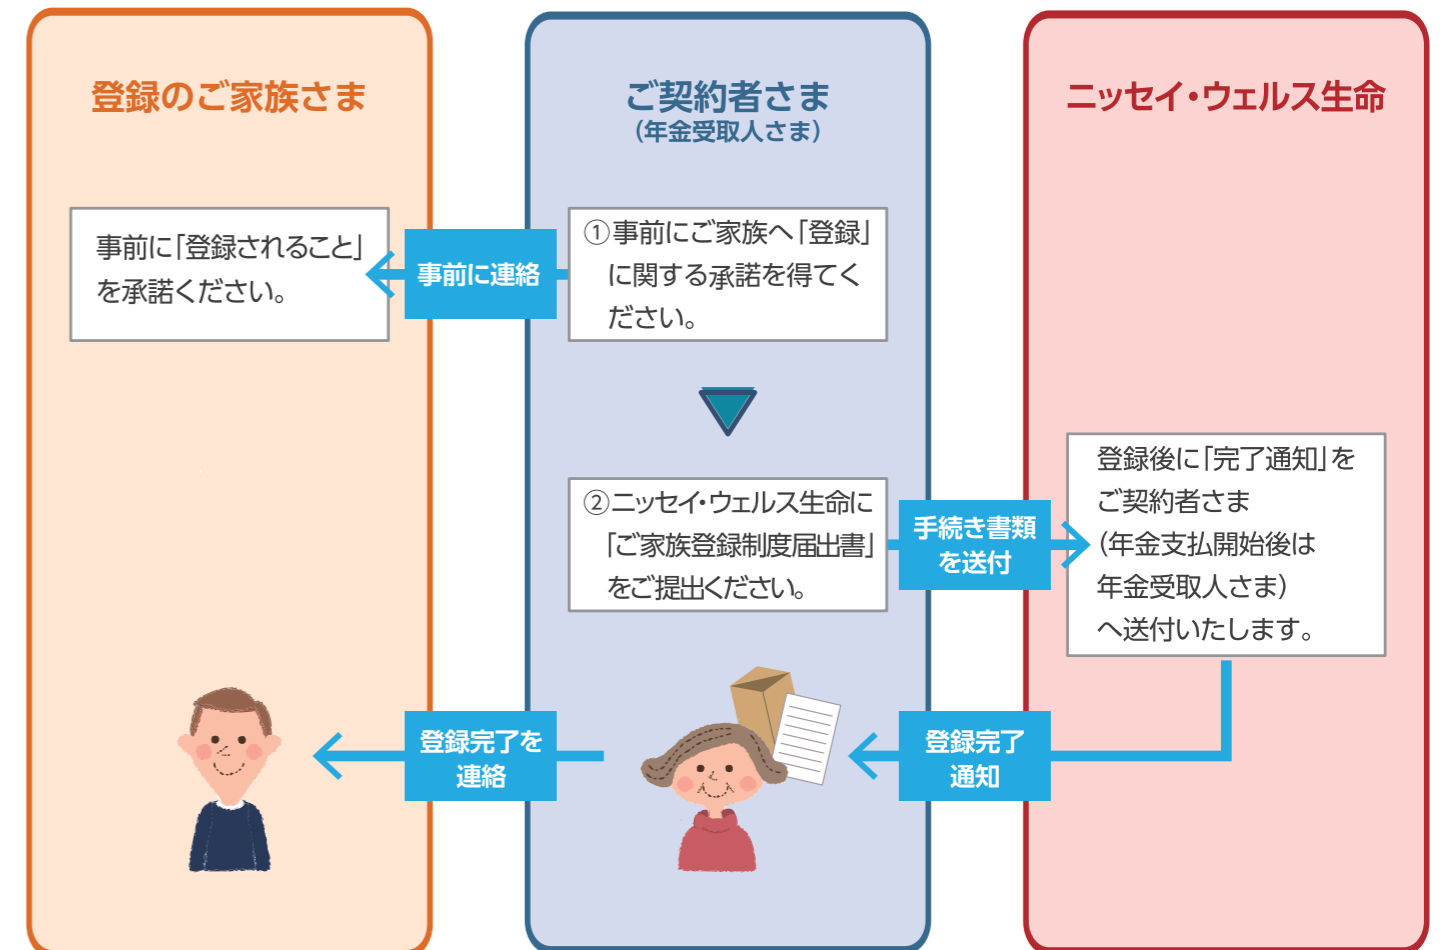 登録のご家族さま
ご契約者さま
（年金受取人さま）
ニッセイ・ウェルス生命
事前に「登録されること」
を承諾ください。
事前に連絡
①事前にご家族へ「登録」
に関する承諾を得てく
ださい。
②ニッセイ・ウェルス生命に
「ご家族登録制度届出書」
をご提出ください。
手続き書類
を送付
登録後に「完了通知」を
ご契約者さま
（年金支払開始後は
年金受取人さま）
へ送付いたします。
登録完了を
連絡
登録完了
通知